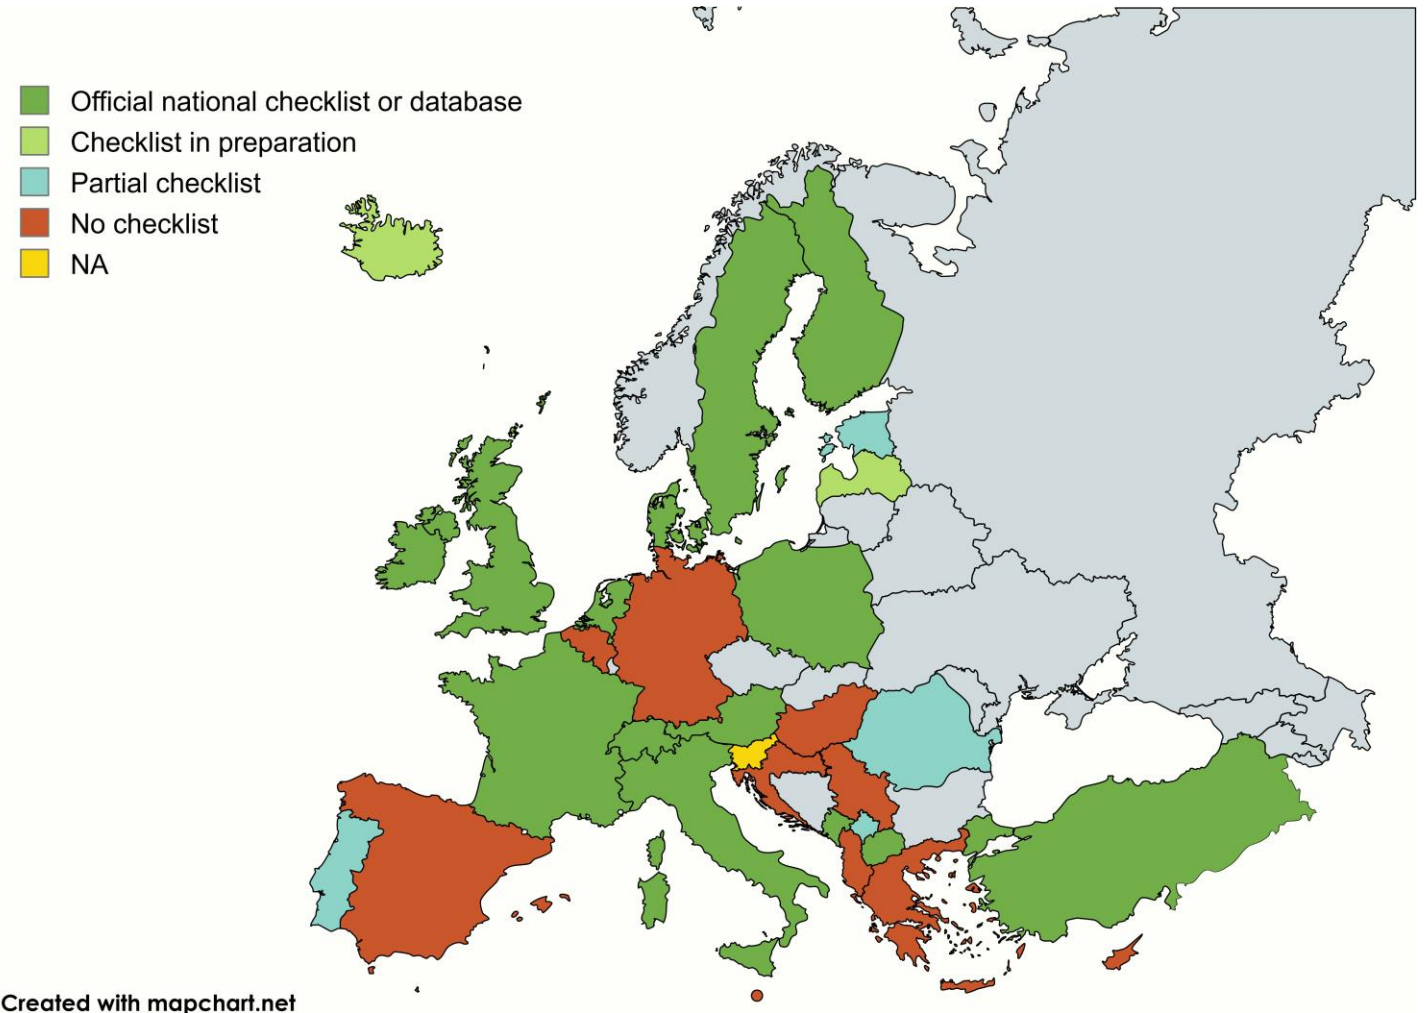 Official national checklist or database
Checklist in preparation
Partial checklist
No checklist
NA
Created with mapchart.net